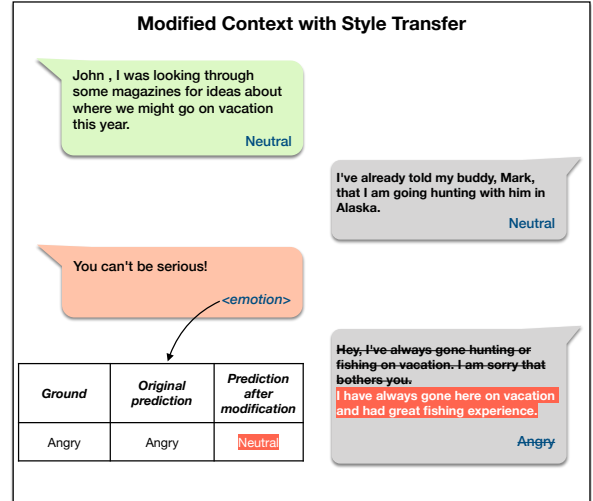 Modified Context with Style Transfer
John , I was looking through
some magazines for ideas about
where we might go on vacation
this year.
Neutral
I've already told my buddy, Mark,
that I am going hunting with him in
Alaska.
Neutral
You can't be serious!
<emotion>
Hey, I've always gone hunting or
fishing on vacation. I am sorry that
bothers you.
I have always gone here on vacation
and had great fishing experience.
Angry
Ground
Original
prediction
Prediction
after
modification
Angry
Angry
Neutral